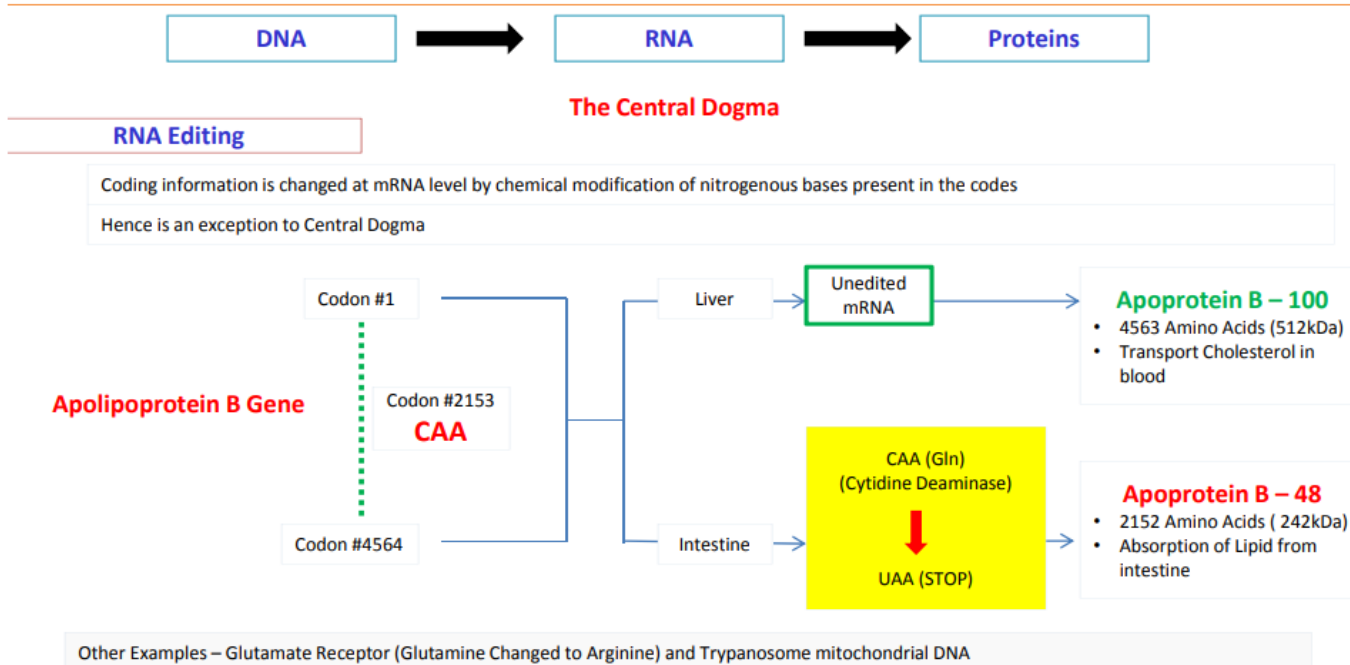 DNA
RNA
Proteins
The Central Dogma
RNA Editing
Coding information is changed at mRNA level by chemical modification of nitrogenous bases present in the codes
Hence is an exception to Central Dogma
Apolipoprotein B Gene
Codon #1
Codon #2153
CAA
Codon #4564
Liver
Unedited
mRNA
Apoprotein B – 100
• 4563 Amino Acids (512kDa)
• Transport Cholesterol in
blood
Intestine
CAA (Gln)
(Cytidine Deaminase)
UAA (STOP)
Apoprotein B – 48
• 2152 Amino Acids ( 242kDa)
• Absorption of Lipid from
intestine
Other Examples – Glutamate Receptor (Glutamine Changed to Arginine) and Trypanosome mitochondrial DNA